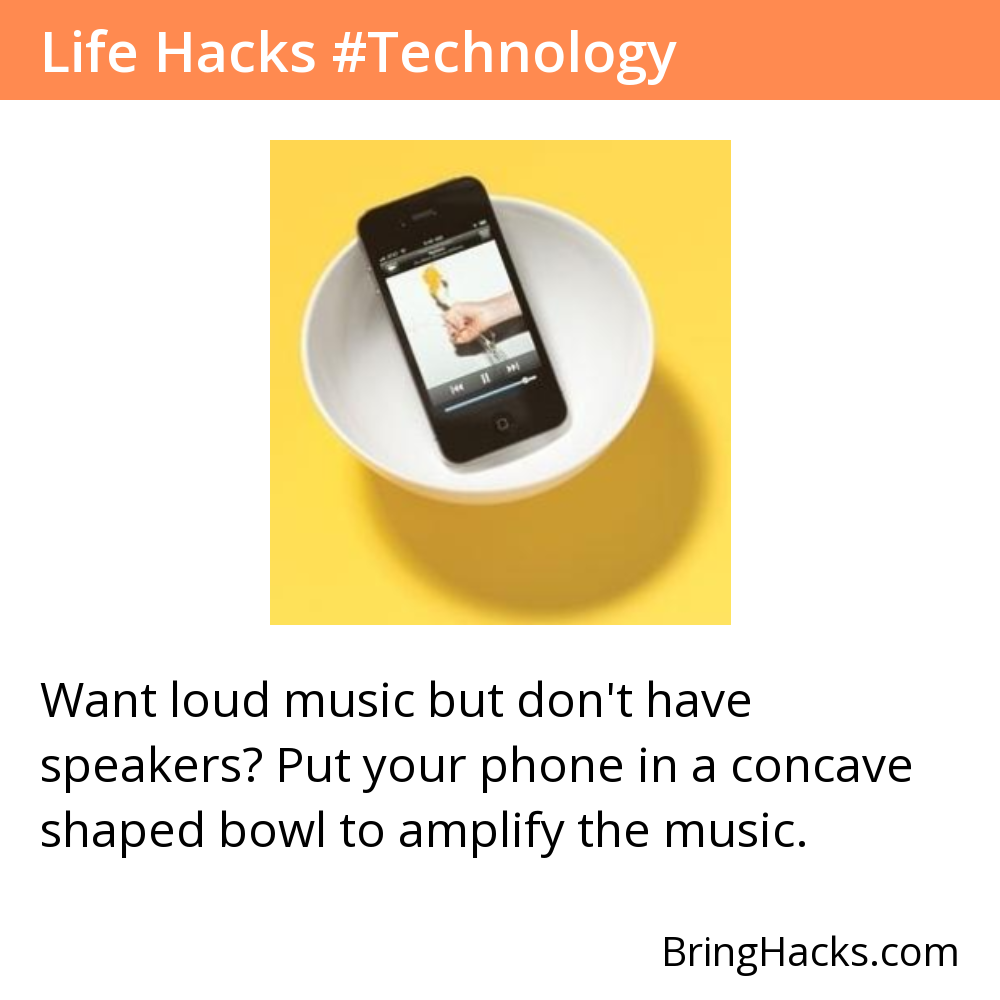 Life Hacks #Technology
Want loud music but don't have
speakers? Put your phone in a concave
shaped bowl to amplify the music.
BringHacks.com